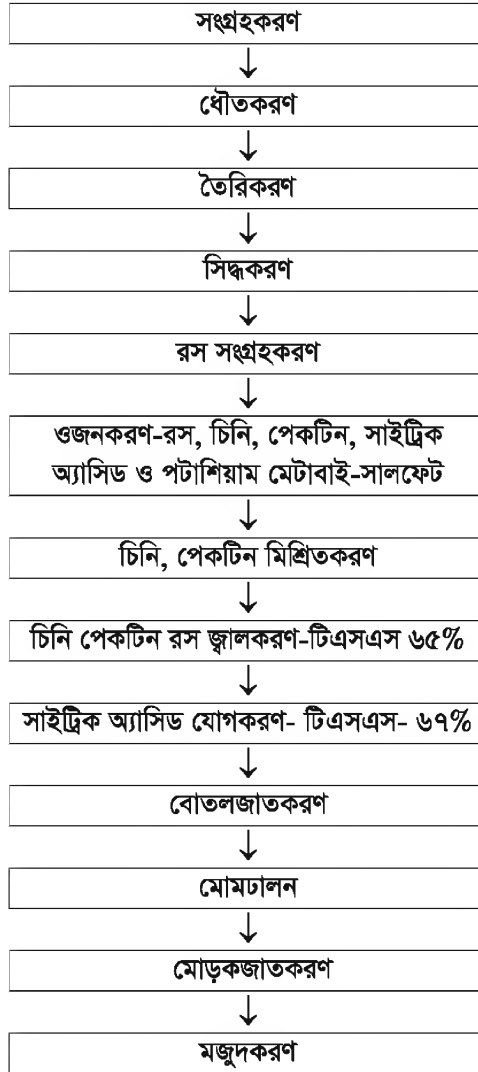 সংগ্রহকরণ
ধৌতকরণ
তৈরিকরণ
সিদ্ধকরণ
রস সংগ্রহকরণ
ওজনকরণ-রস, চিনি, পেকটিন, সাইট্রিক
অ্যাসিড ও পটাশিয়াম মেটাবাই-সালফেট
চিনি, পেকটিন মিশ্রিতকরণ
চিনি পেকটিন রস জ্বালকরণ-টিএসএস ৬৫%
সাইট্রিক অ্যাসিড যোগকরণ- টিএসএস- ৬৭%
বোতলজাতকরণ
মোমঢালন
মোড়কজাতকরণ
মজুদকরণ